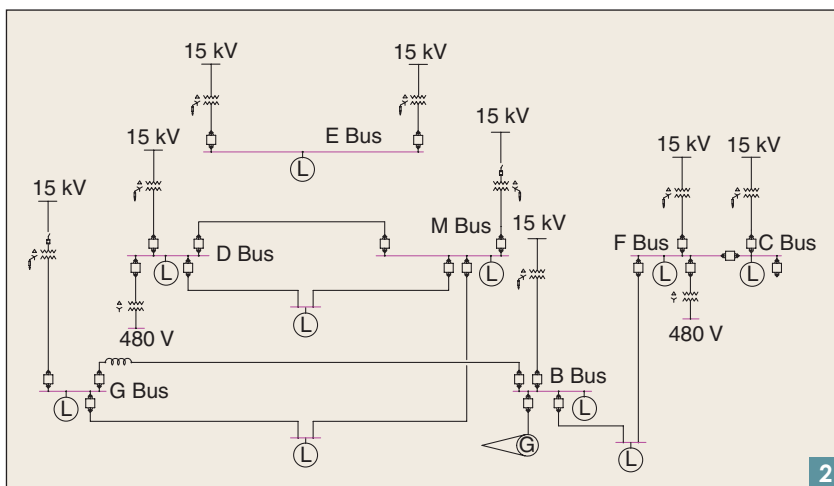 15 kV
15 kV
E Bus
L
15 kV
15 kV
15 kV
15 kV
15 kV
15 kV
M Bus
D Bus
F Bus
C Bus
L
L
L
L
L
480 V
480 V
G Bus
B Bus
L
L
L
G
L
2